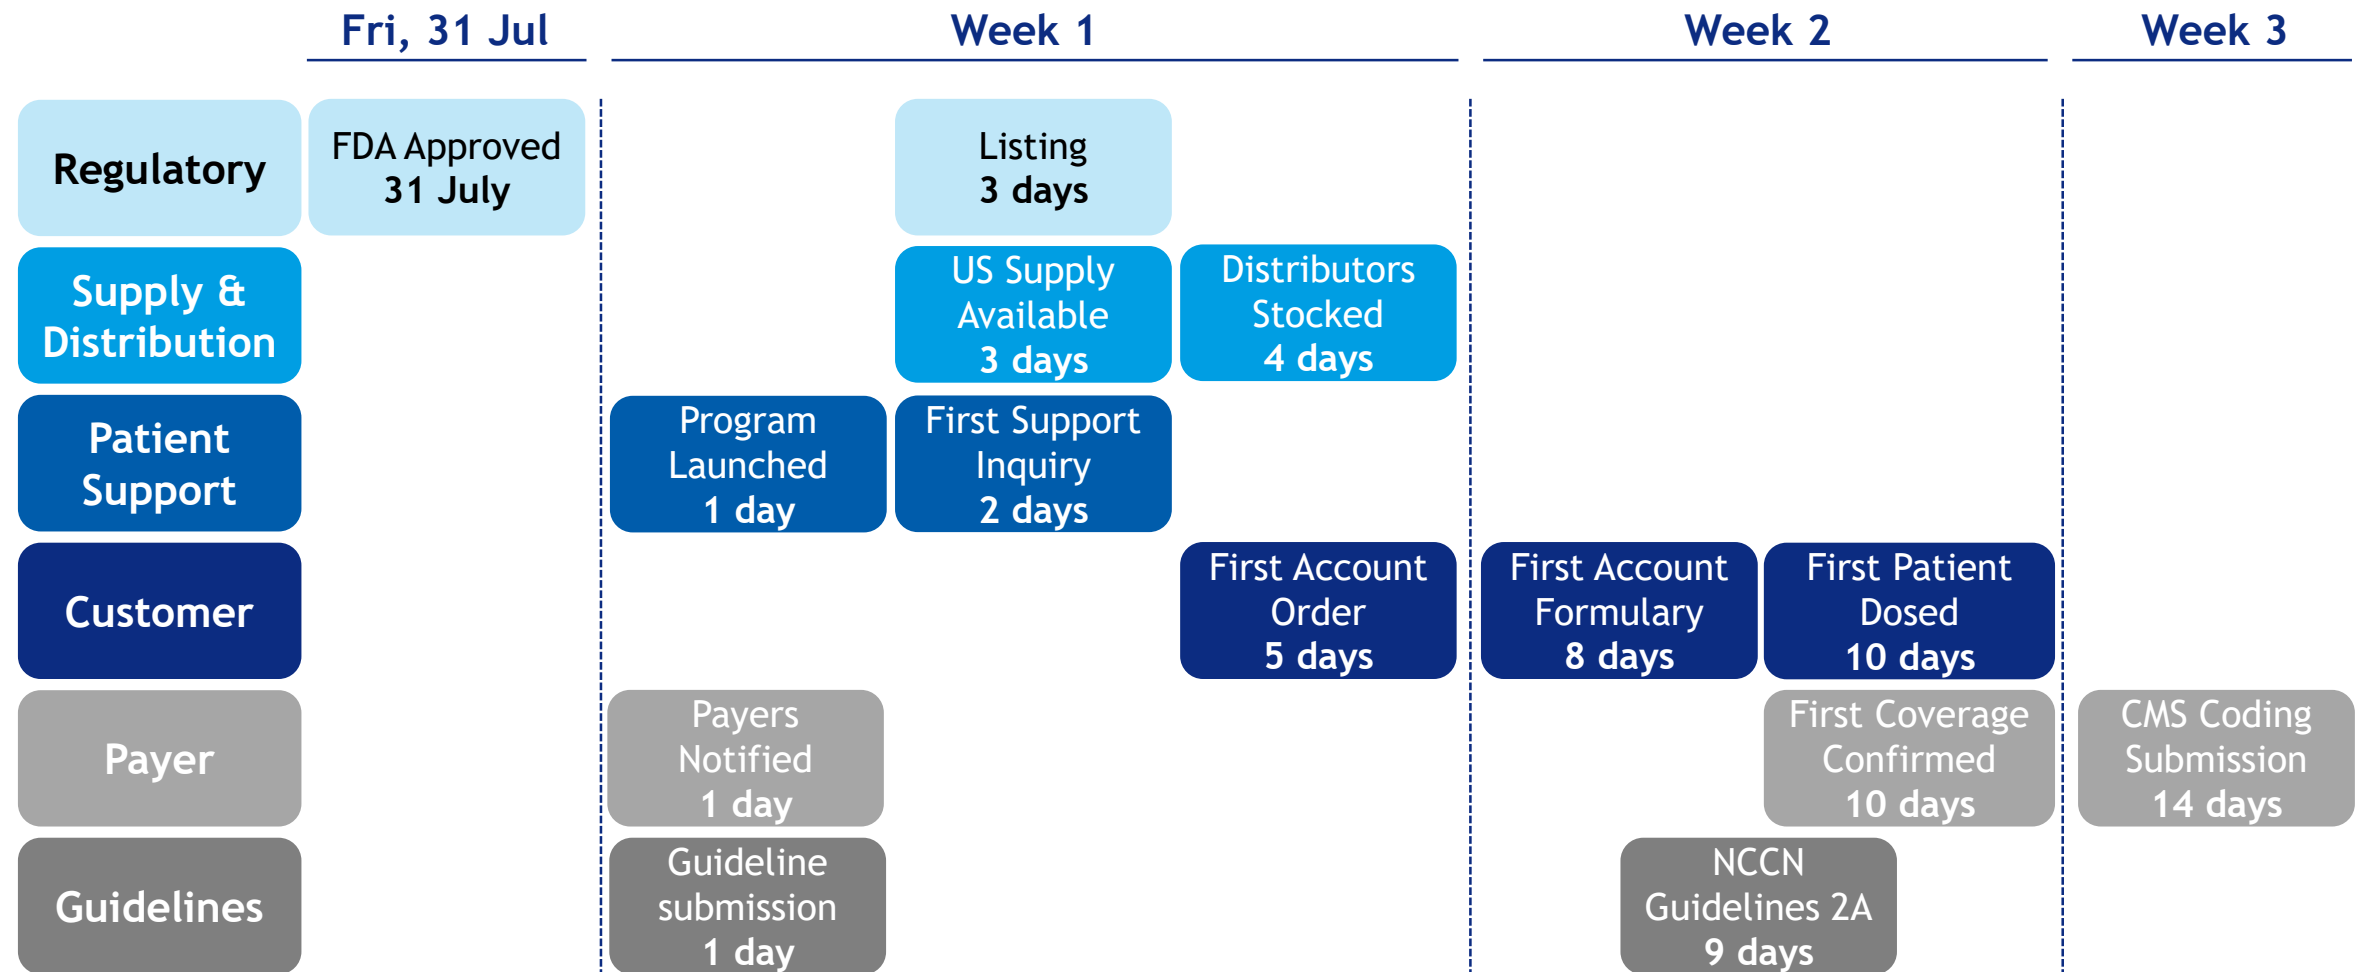 Fri, 31 Jul
Week 1
Week 2
Week 3
Regulatory
FDA Approved
31 July
Listing
3 days
Supply &
Distribution
US Supply
Available
3 days
Distributors
Stocked
4 days
Patient
Support
Program
Launched
1 day
First Support
Inquiry
2 days
Customer
First Account
Order
5 days
First Account
Formulary
8 days
First Patient
Dosed
10 days
Payer
Payers
Notified
1 day
First Coverage
Confirmed
10 days
CMS Coding
Submission
14 days
Guidelines
Guideline
submission
1 day
NCCN
Guidelines 2A
9 days